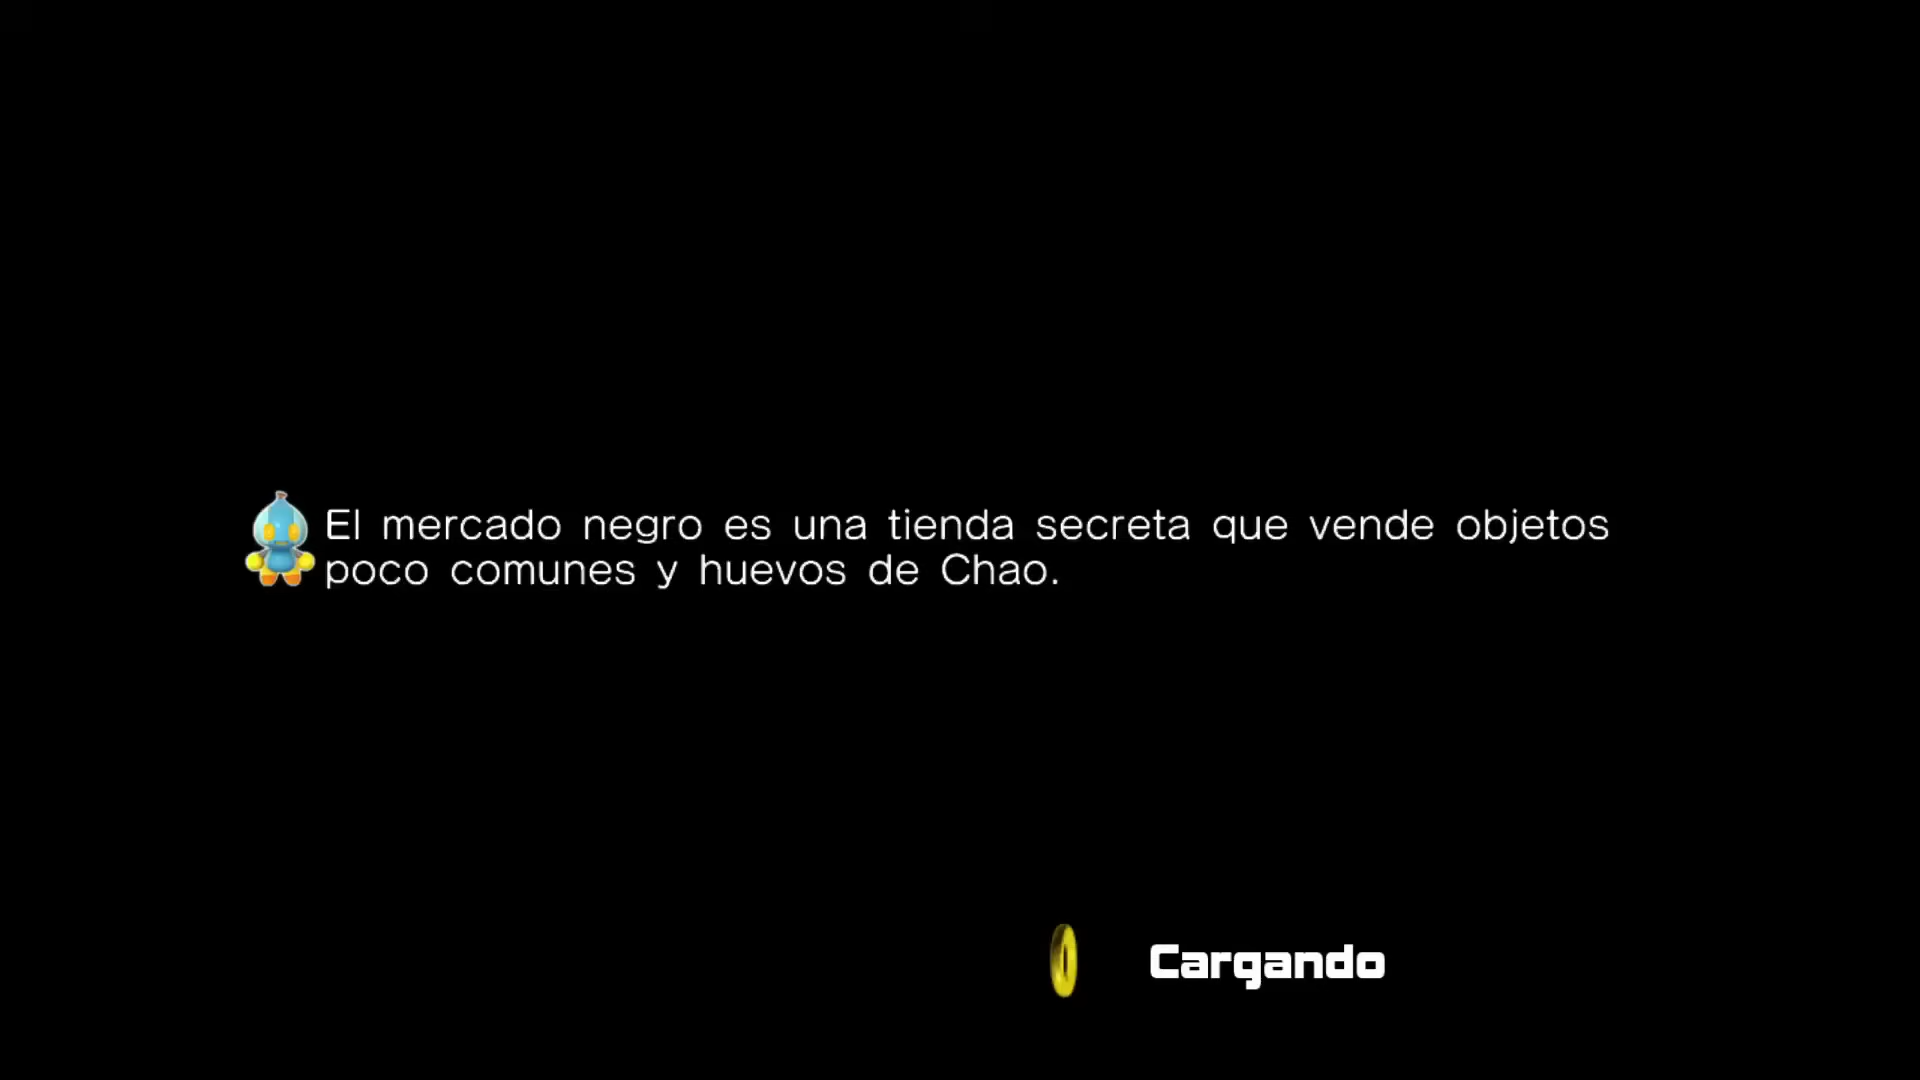 El mercado negro es una tienda secreta que vende objetos
poco comunes y huevos de Chao.
Cargando